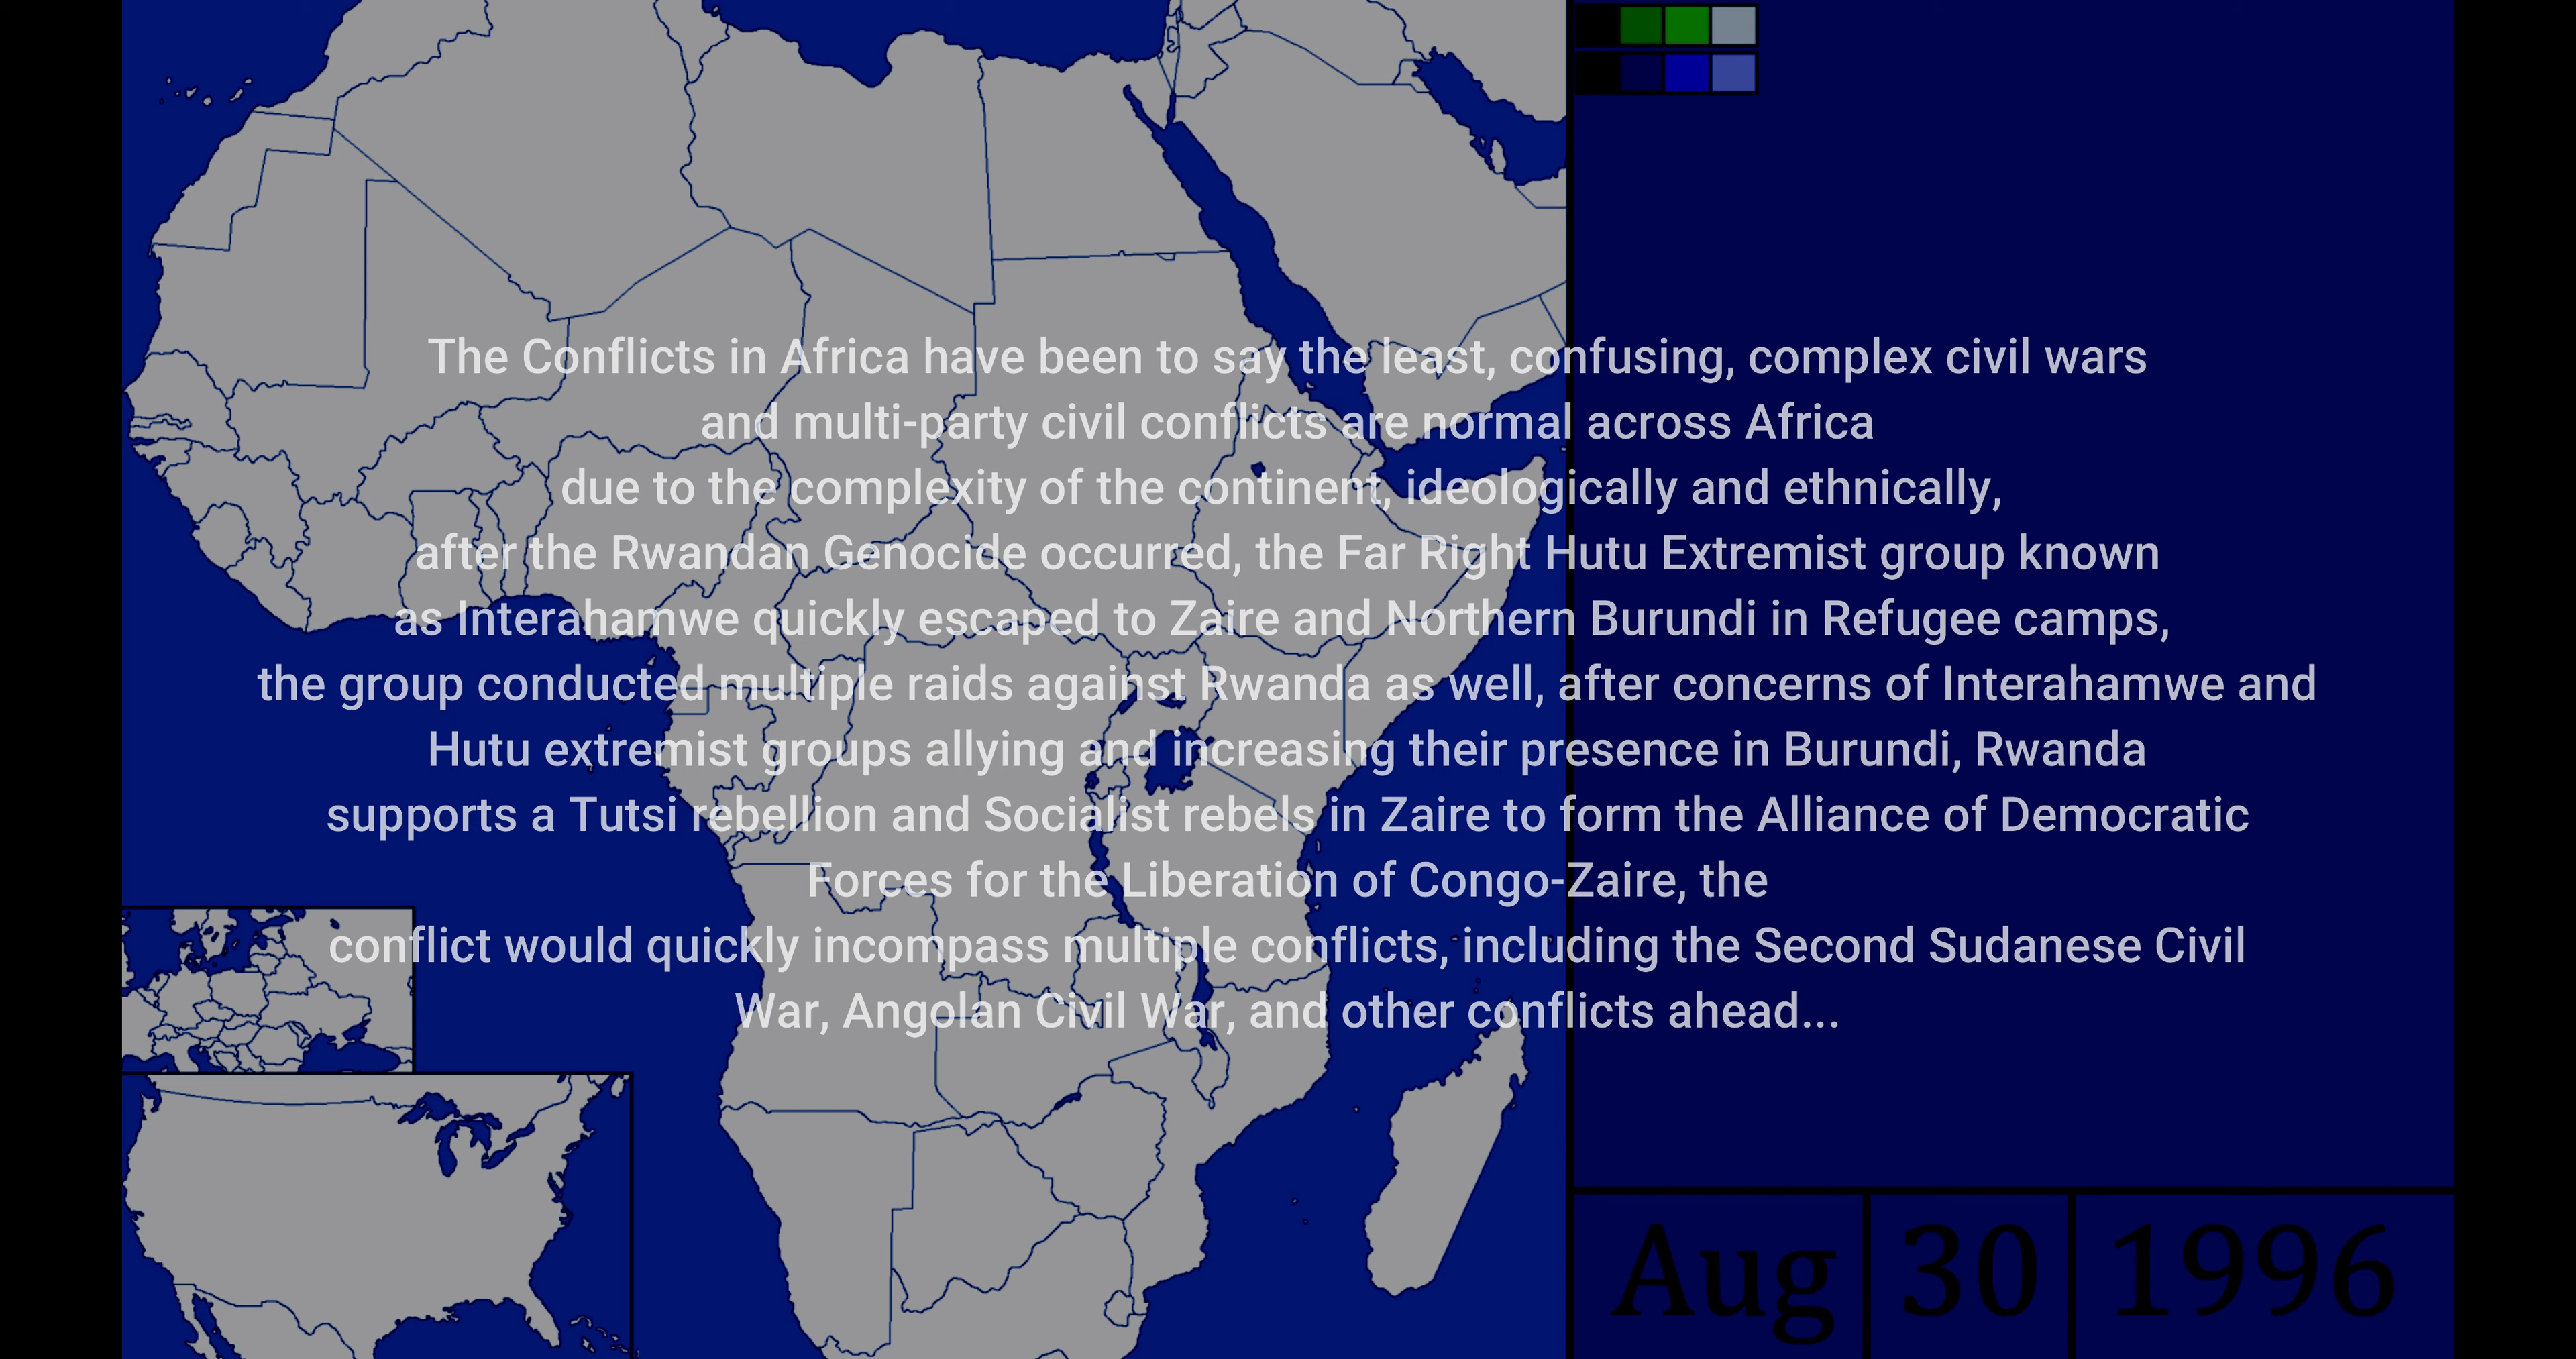 The Conflicts in Africa have been to say the least, confusing, complex civil wars
and multi-party civil conflicts are normal across Africa
due to the complexity of the continent, ideologically and ethnically,
after the Rwandan Genocide occurred, the Far Right Hutu Extremist group known
as Interahamwe quickly escaped to Zaire and Northern Burundi in Refugee camps,
the group conducted multiple raids against Rwanda as well, after concerns of Interahamwe and
Hutu extremist groups allying and increasing their presence in Burundi, Rwanda
supports a Tutsi rebellion and Socialist rebels in Zaire to form the Alliance of Democratic
Forces for the Liberation of Congo-Zaire, the
conflict would quickly incompass multiple conflicts, including the Second Sudanese Civil
War, Angolan Civil War, and other conflicts ahead...
Aug 30 1996